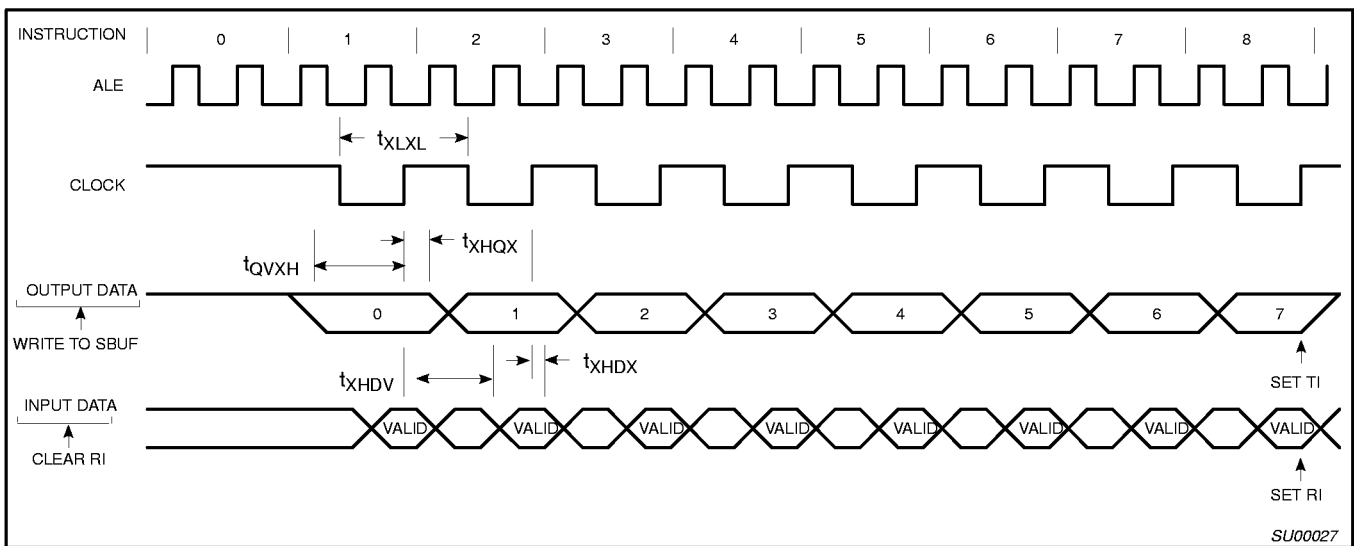 INSTRUCTION 0 1 2 3 4 5 6 7 8
ALE
tXLXL
CLOCK
tXHQX
tQVXH
OUTPUT DATA
0 1 2 3 4 5 6 7
WRITE TO SBUF
tXHDX
tXHDV
SET TI
INPUT DATA
VALID VALID VALID VALID VALID VALID VALID VALID
CLEAR RI
SET RI
SU00027